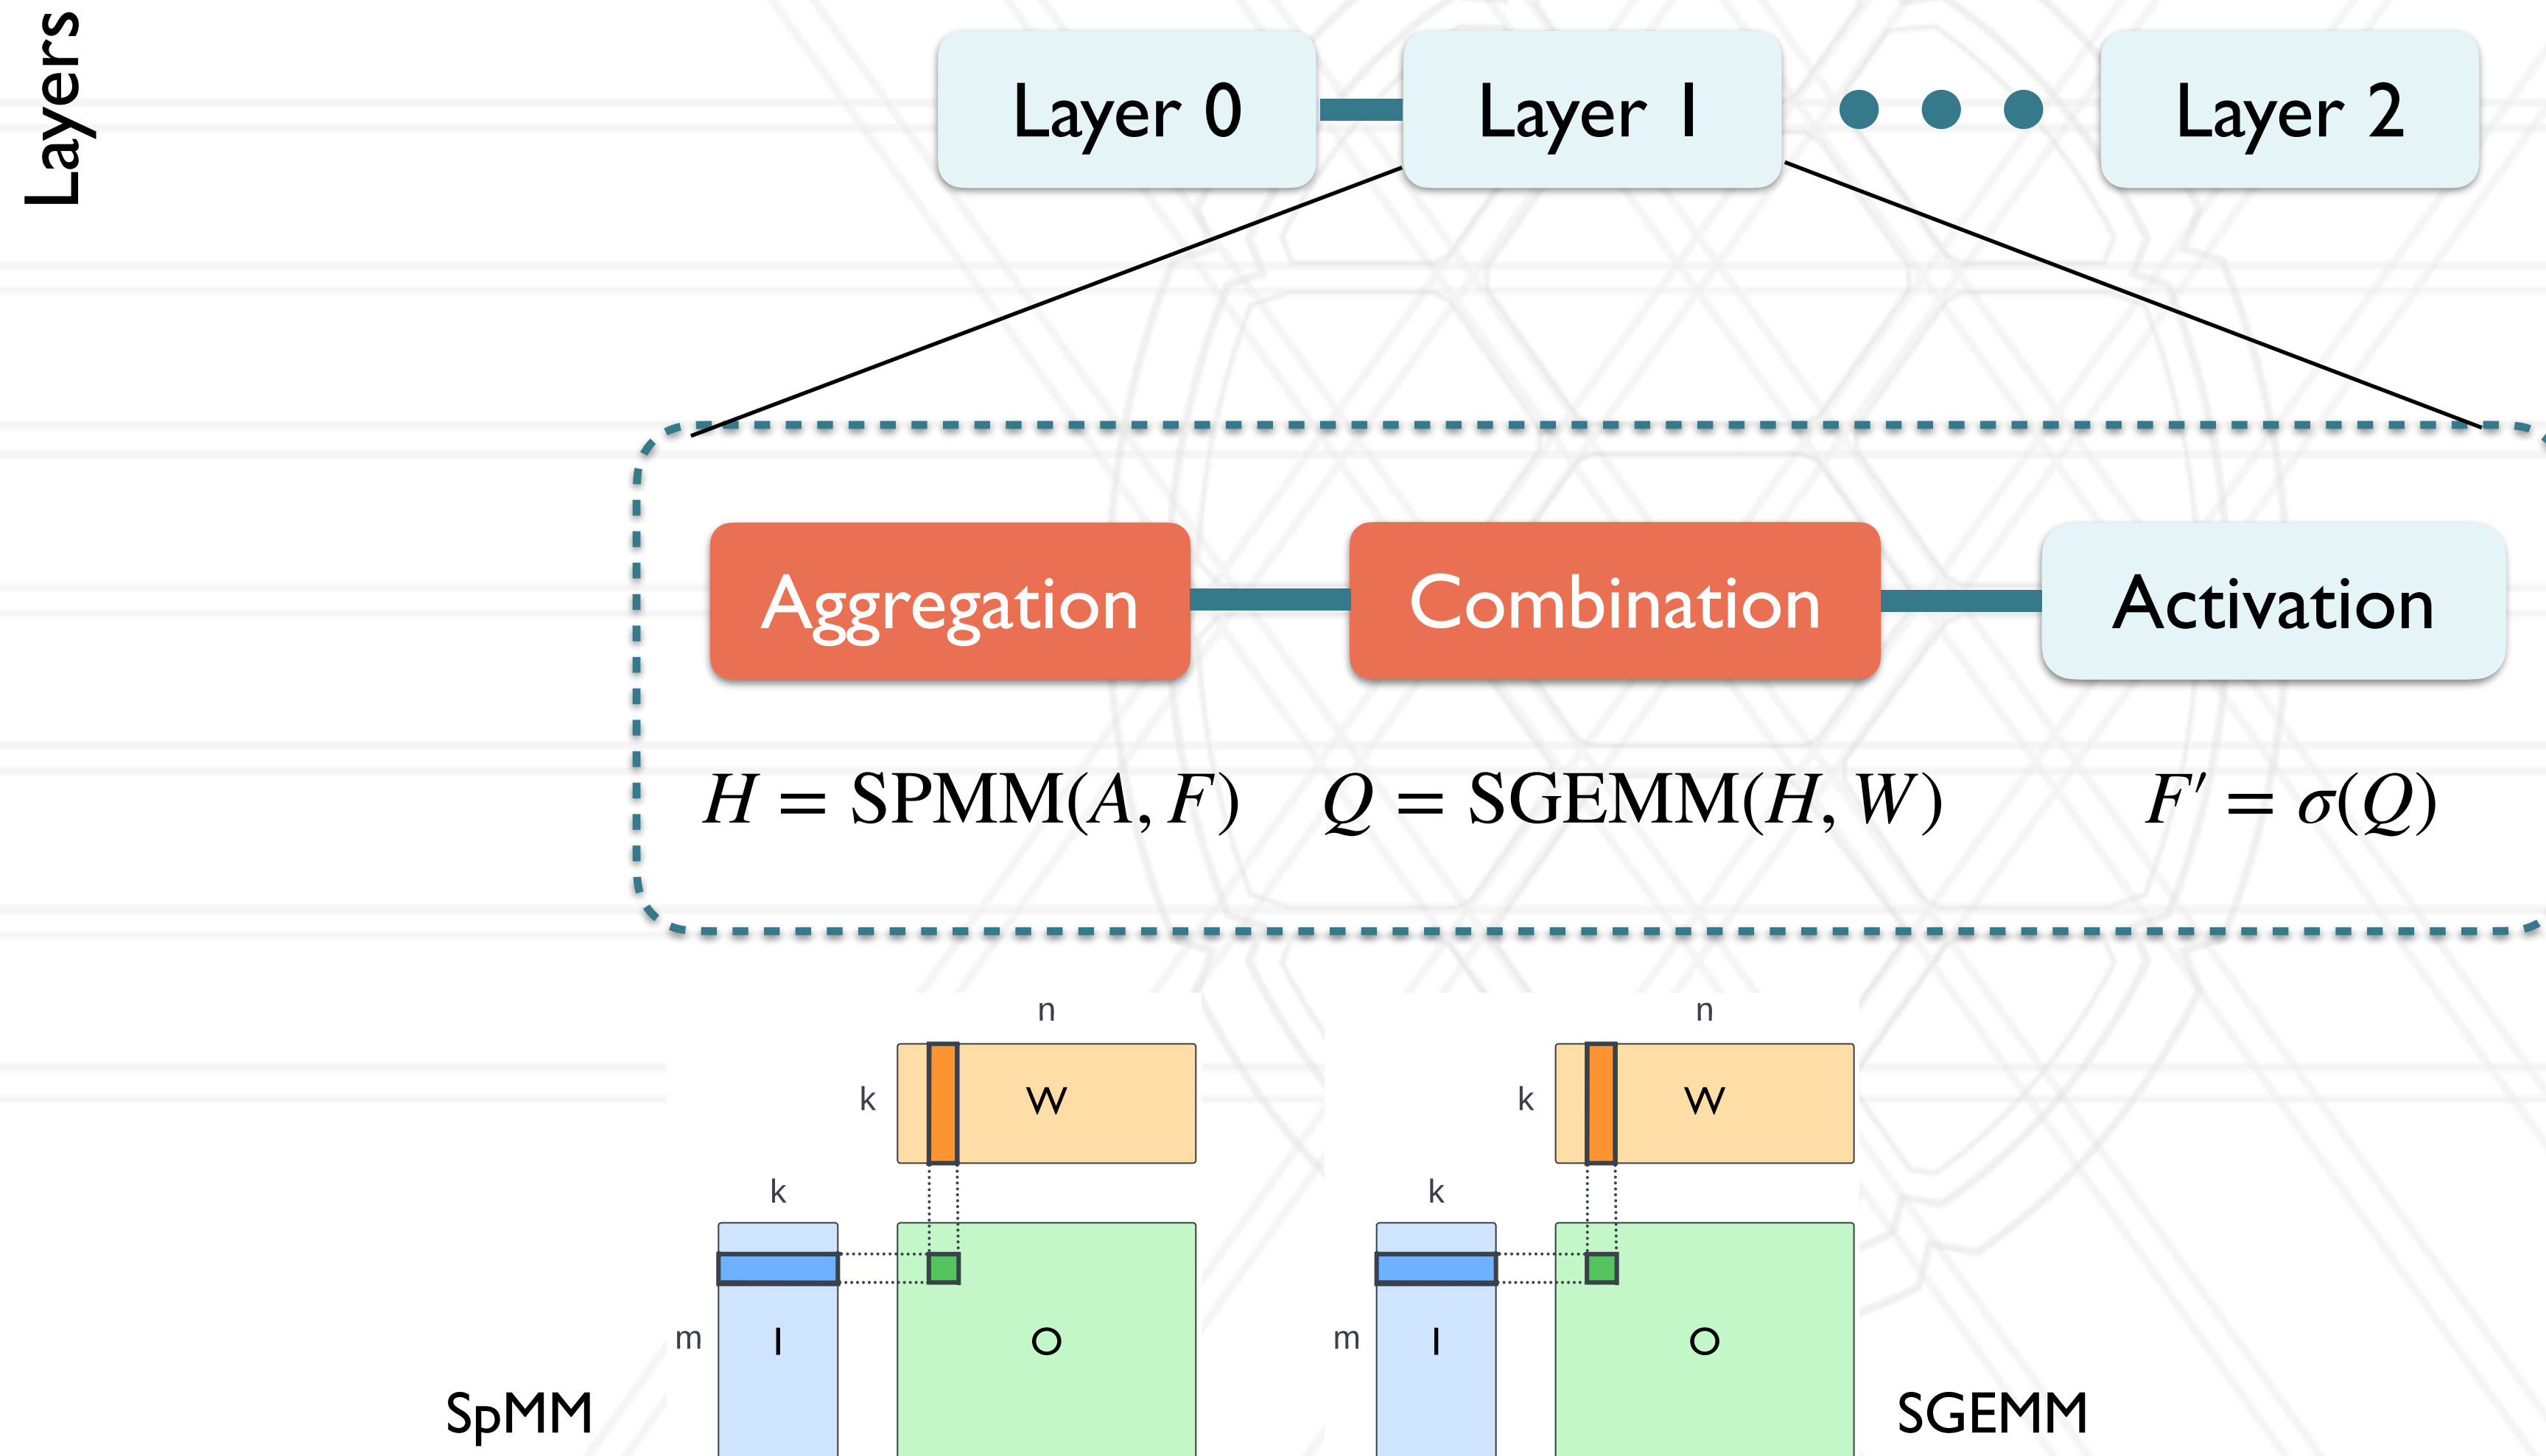 Layers
Layer 0
Layer 1
Layer 2
Aggregation
Combination
Activation
H = SPMM(A, F)
Q = SGEMM(H, W)
F′ = σ(Q)
n
k
W
k
m
I
O
SpMM
n
k
W
k
m
I
O
SGEMM